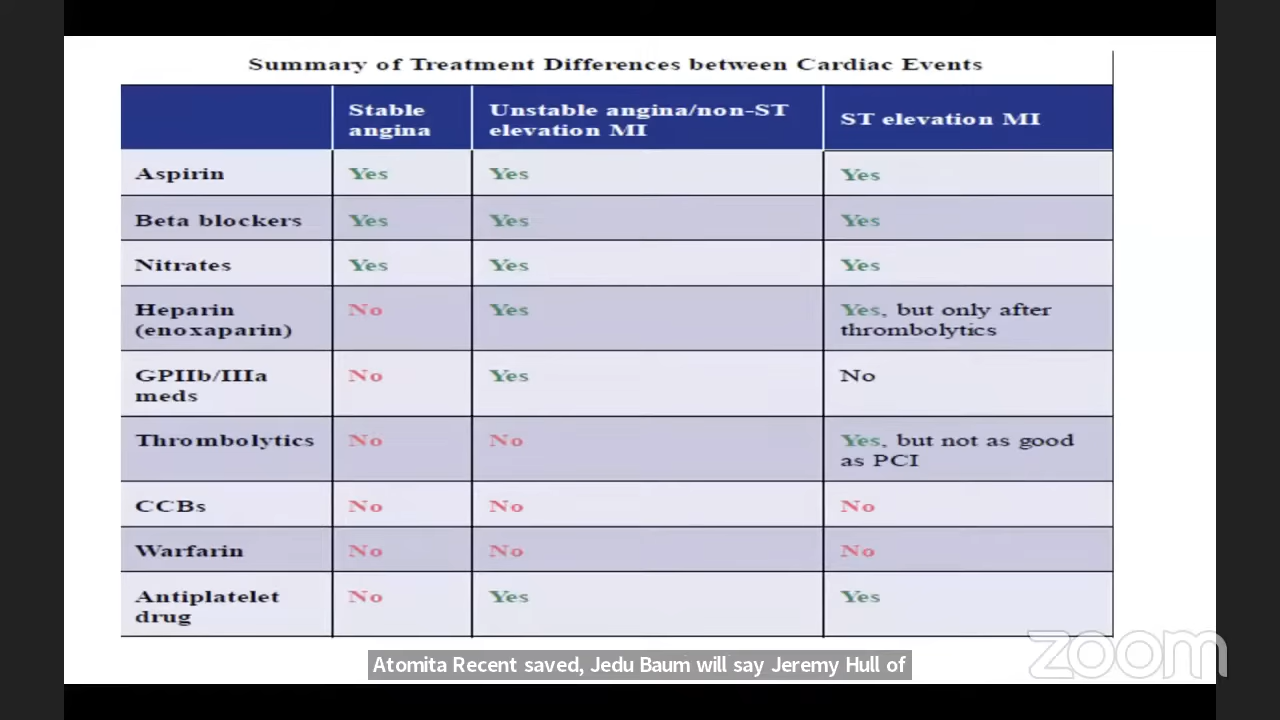 Summary of Treatment Differences between Cardiac Events
Stable angina
Unstable angina/non-ST elevation MI
ST elevation MI
Aspirin Yes Yes Yes
Beta blockers Yes Yes Yes
Nitrates Yes Yes Yes
Heparin (enoxaparin) No Yes Yes, but only after thrombolytics
GPIIb/IIIa meds No Yes No
Thrombolytics No No Yes, but not as good as PCI
CCBs No No No
Warfarin No No No
Antiplatelet drug No Yes Yes
zoom
Atomita Recent saved, Jedu Baum will say Jeremy Hull of